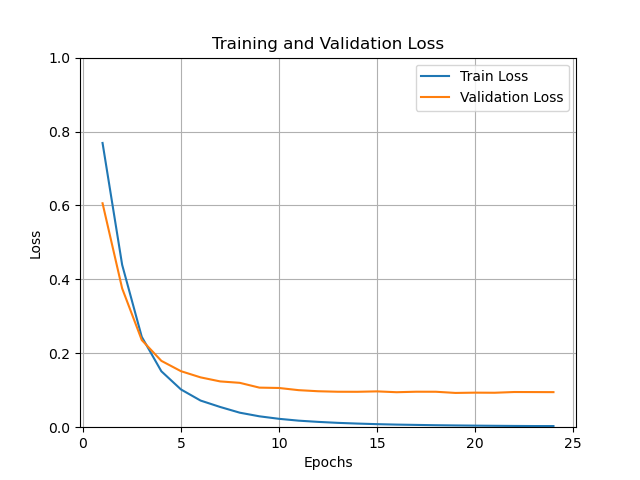 Training and Validation Loss
Train Loss
Validation Loss
1.0
0.8
0.6
0.4
0.2
0.0
Loss
0 5 10 15 20 25
Epochs